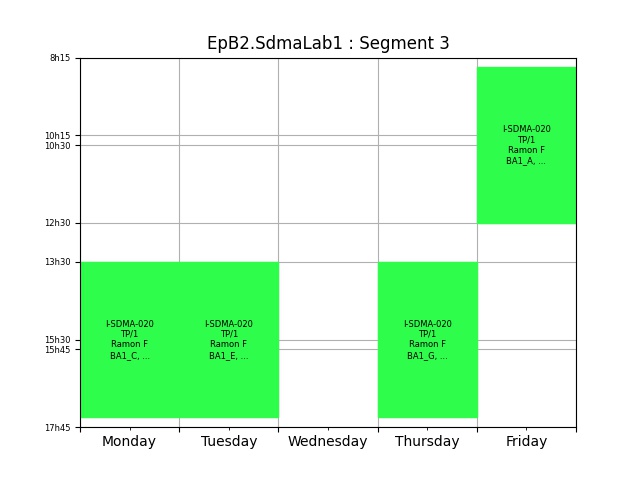 EpB2.SdmaLab1 : Segment 3
8h15
10h15
10h30
12h30
13h30
15h30
15h45
17h45
I-SDMA-020
TP/1
Ramon F
BA1_A, ...
I-SDMA-020
TP/1
Ramon F
BA1_C, ...
I-SDMA-020
TP/1
Ramon F
BA1_E, ...
I-SDMA-020
TP/1
Ramon F
BA1_G, ...
Monday
Tuesday
Wednesday
Thursday
Friday